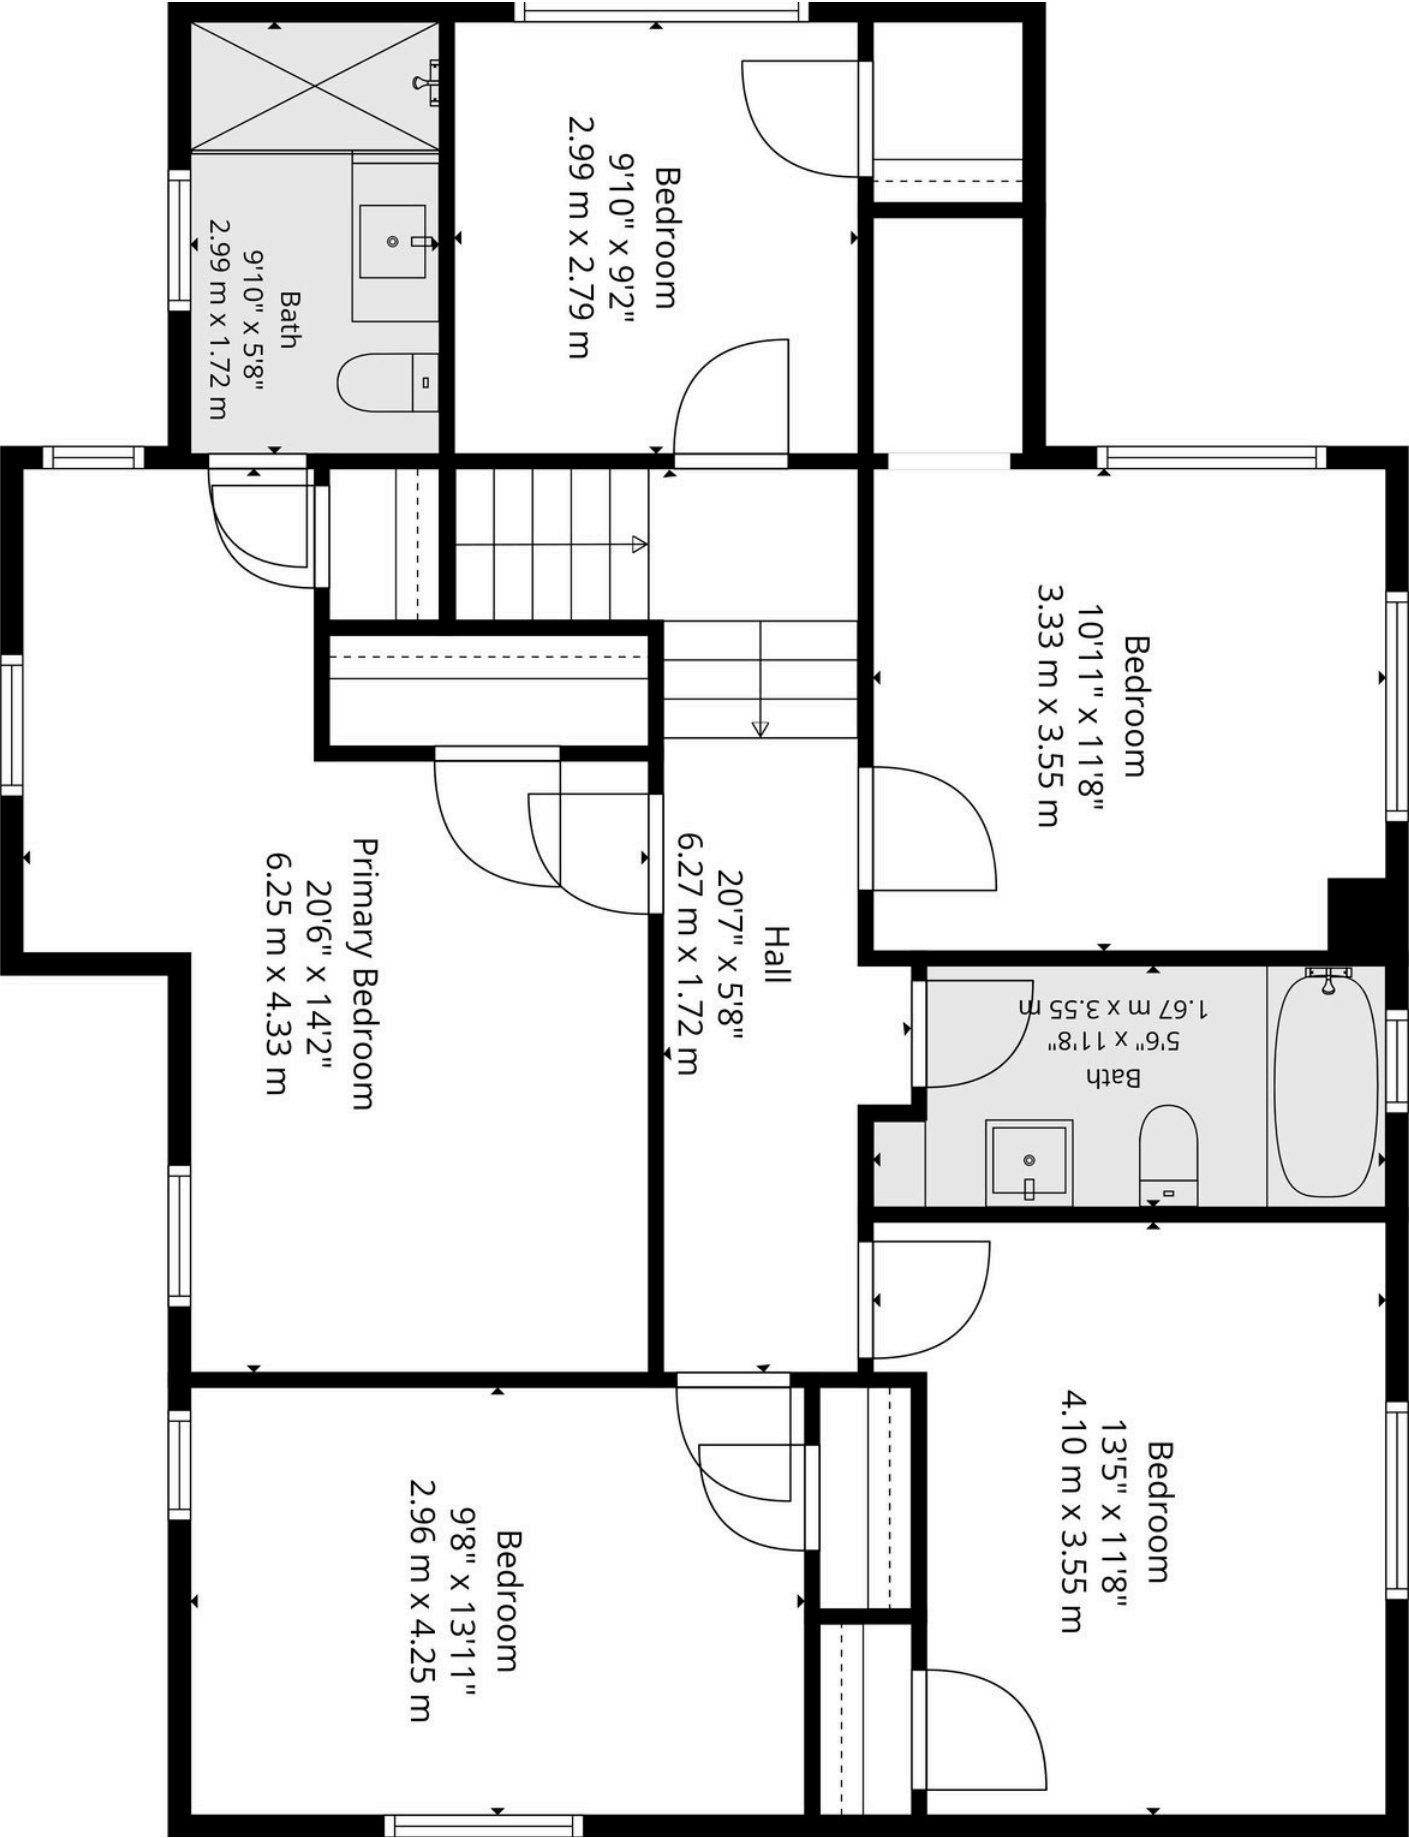 Bedroom
9'10" x 9'2"
2.99 m x 2.79 m
Bath
9'10" x 5'8"
2.99 m x 1.72 m
Bedroom
10'11" x 11'8"
3.33 m x 3.55 m
Hall
20'7" x 5'8"
6.27 m x 1.72 m
Primary Bedroom
20'6" x 14'2"
6.25 m x 4.33 m
Bath
5'6" x 11'8"
1.67 m x 3.55 m
Bedroom
13'5" x 11'8"
4.10 m x 3.55 m
Bedroom
9'8" x 13'11"
2.96 m x 4.25 m